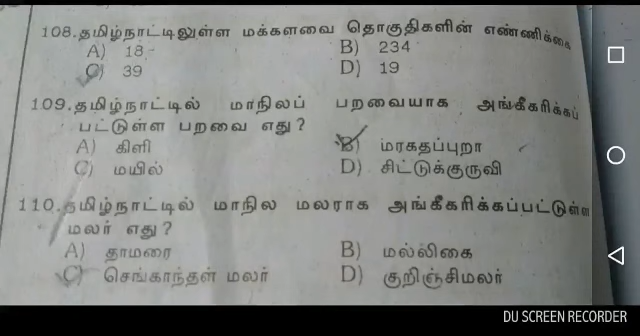 108.தமிழ்நாட்டிலுள்ள மக்களவை தொகுதிகளின் எண்ணிக்கை
A) 18 B) 234
C) 39 D) 19
109.தமிழ்நாட்டில் மாநிலப் பறவையாக அங்கீகரிக்கப்
பட்டுள்ள பறவை எது?
A) கிளி B) மரகதப்புறா
C) மயில் D) சிட்டுக்குருவி
110.தமிழ்நாட்டில் மாநில மலராக அங்கீகரிக்கப்பட்டுள்ள
மலர் எது?
A) தாமரை B) மல்லிகை
C) செங்காந்தள் மலர் D) குறிஞ்சிமலர்
DU SCREEN RECORDER